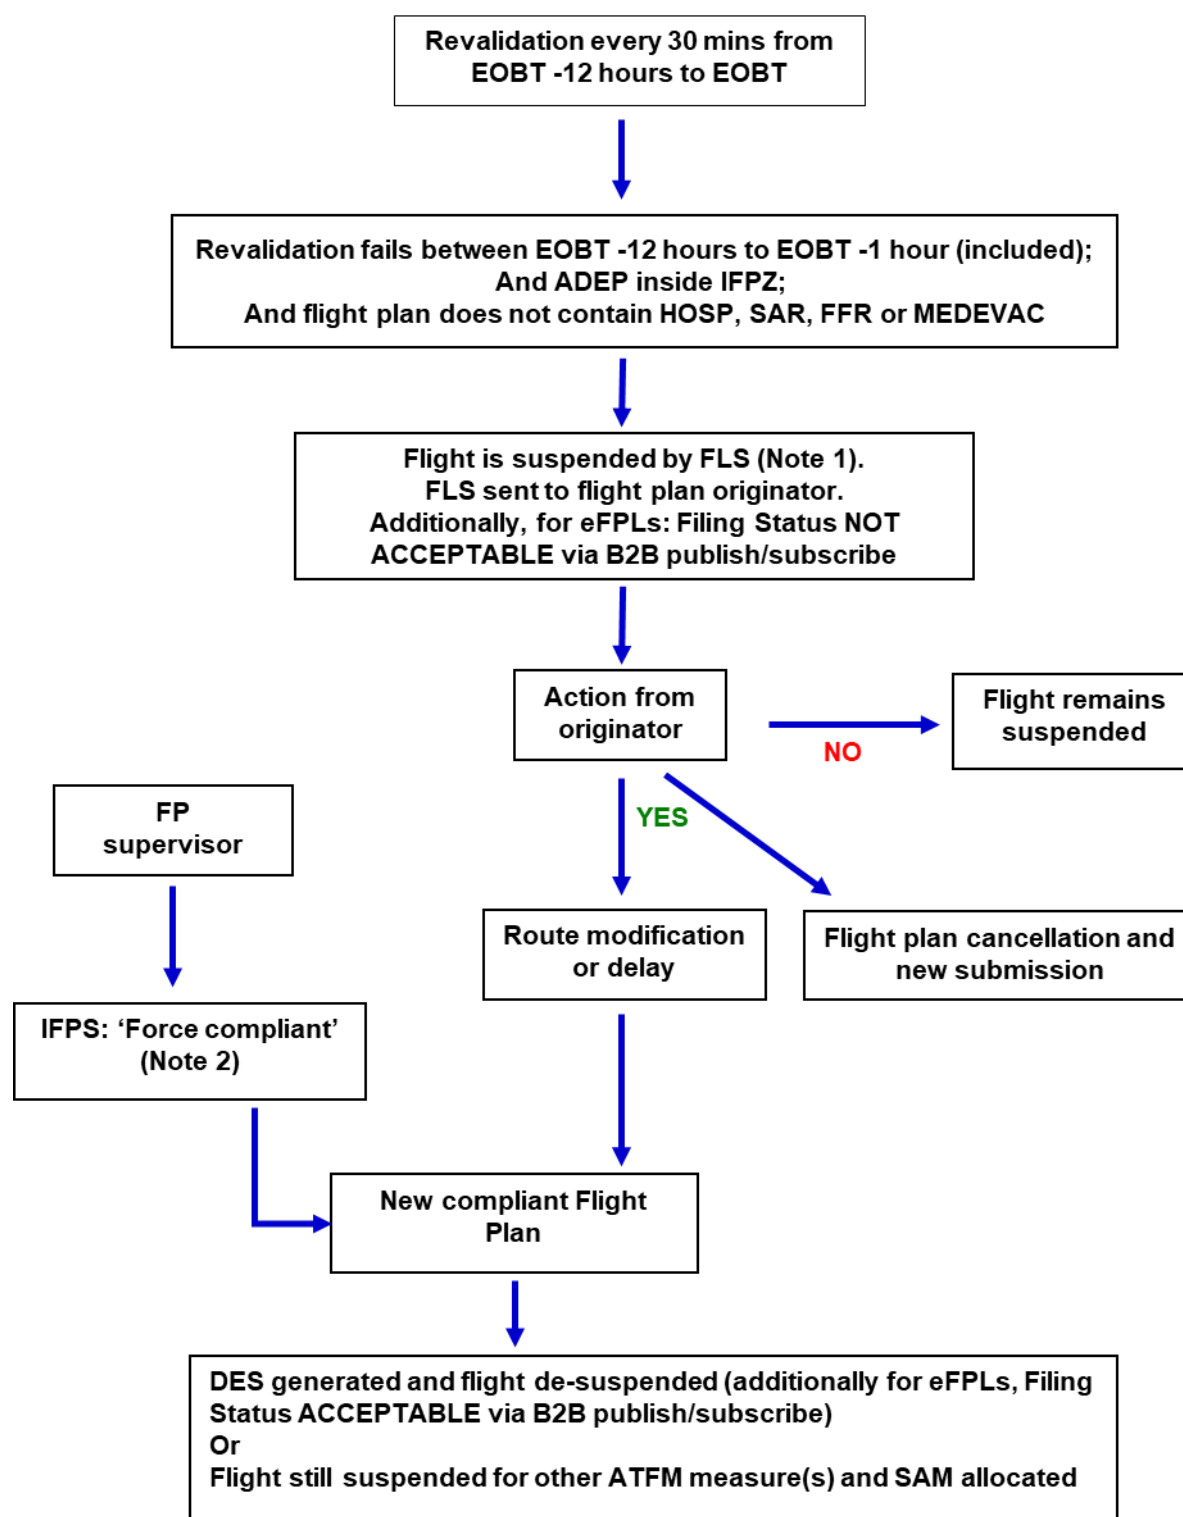 Revalidation every 30 mins from
EOBT -12 hours to EOBT
Revalidation fails between EOBT -12 hours to EOBT -1 hour (included);
And ADEP inside IFPZ;
And flight plan does not contain HOSP, SAR, FFR or MEDEVAC
Flight is suspended by FLS (Note 1).
FLS sent to flight plan originator.
Additionally, for eFPLs: Filing Status NOT
ACCEPTABLE via B2B publish/subscribe
Action from
originator
NO
Flight remains
suspended
YES
FP
supervisor
Route modification
or delay
Flight plan cancellation and
new submission
IFPS: ‘Force compliant’
(Note 2)
New compliant Flight
Plan
DES generated and flight de-suspended (additionally for eFPLs, Filing
Status ACCEPTABLE via B2B publish/subscribe)
Or
Flight still suspended for other ATFM measure(s) and SAM allocated